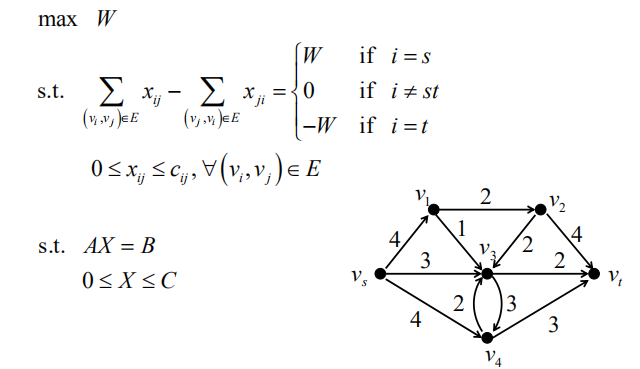 max W
s.t. ∑_{(v_i,v_j)∈E} x_{ij} − ∑_{(v_j,v_i)∈E} x_{ji} = { W if i = s
0 if i ≠ st
−W if i = t
0 ≤ x_{ij} ≤ c_{ij}, ∀(v_i, v_j) ∈ E
s.t. AX = B
0 ≤ X ≤ C
v_1 2 v_2
4 1 v_3 2 4
v_s 3 2 v_t
4 2 3 3
v_4